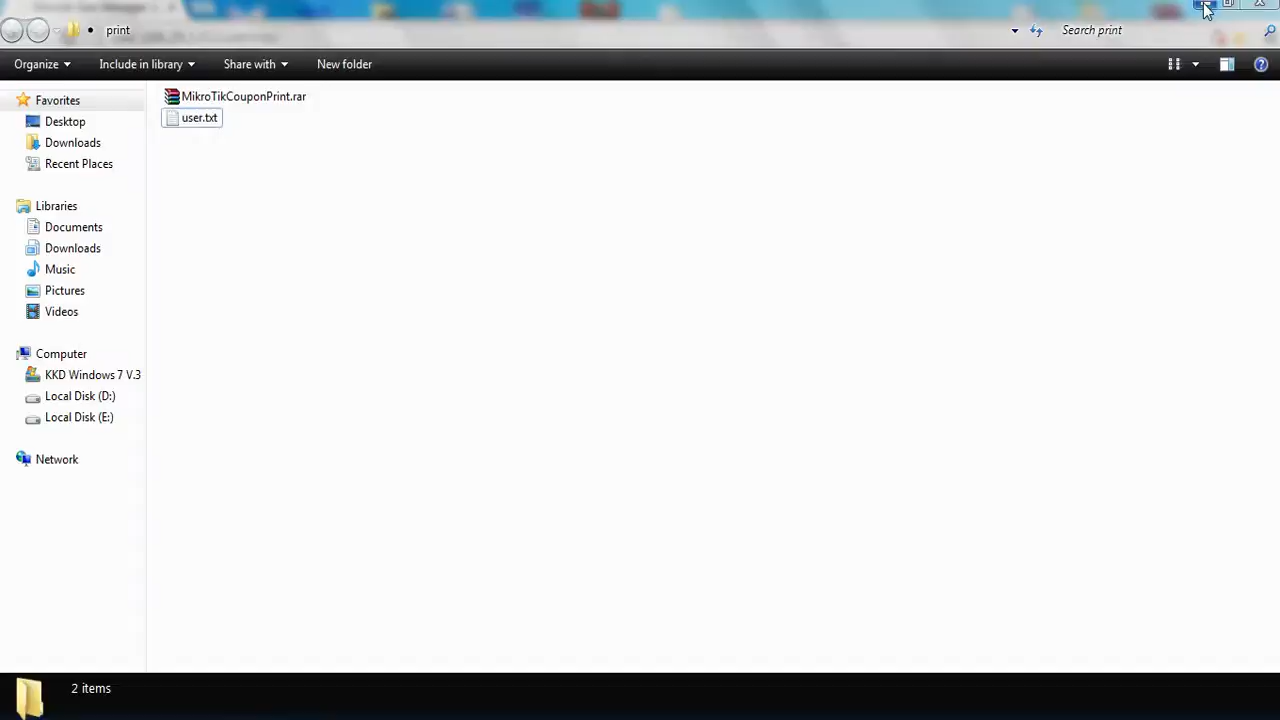 print
Search print
Organize
Include in library
Share with
New folder
Favorites
Desktop
Downloads
Recent Places
Libraries
Documents
Downloads
Music
Pictures
Videos
Computer
KKD Windows 7 V.3
Local Disk (D:)
Local Disk (E:)
Network
MikroTikCouponPrint.rar
user.txt
2 items